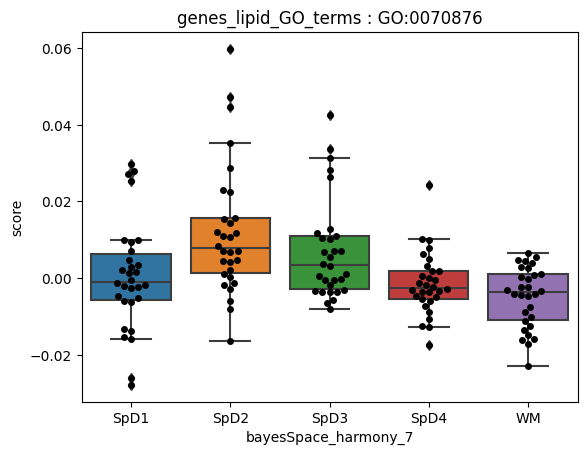 genes_lipid_GO_terms : GO:0070876
0.06
0.04
0.02
0.00
−0.02
score
SpD1 SpD2 SpD3 SpD4 WM
bayesSpace_harmony_7